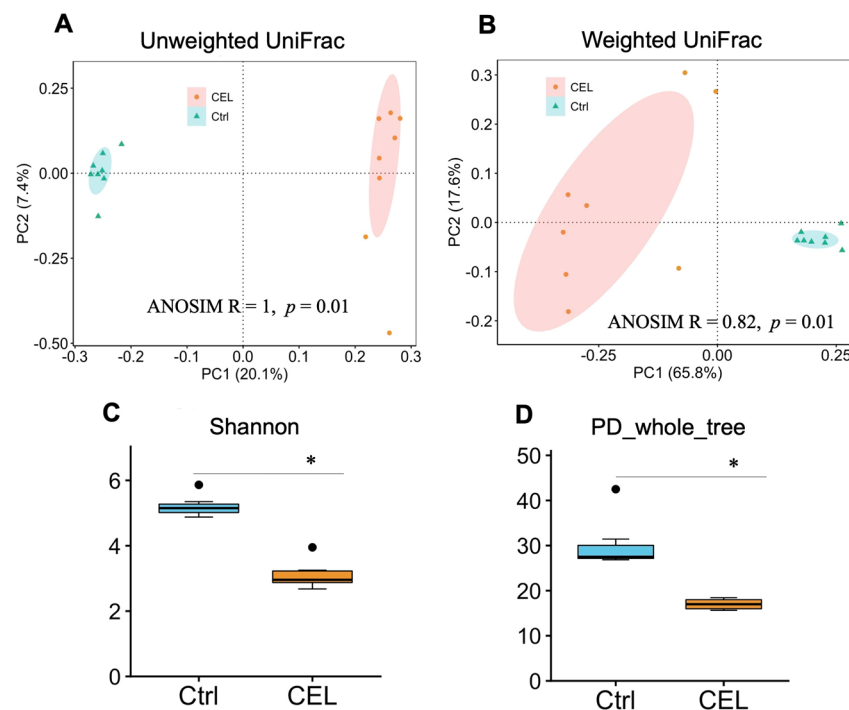 A
Unweighted UniFrac
CEL
Ctrl
0.25
0.00
-0.25
-0.50
PC2 (7.4%)
ANOSIM R = 1, p = 0.01
-0.3
-0.2
-0.1
0.0
0.1
0.2
0.3
PC1 (20.1%)
B
Weighted UniFrac
CEL
Ctrl
0.3
0.2
0.1
0.0
-0.1
-0.2
PC2 (17.6%)
ANOSIM R = 0.82, p = 0.01
-0.25
0.00
0.25
PC1 (65.8%)
C
Shannon
*
6
4
2
0
Ctrl
CEL
D
PD_whole_tree
*
50
40
30
20
10
0
Ctrl
CEL